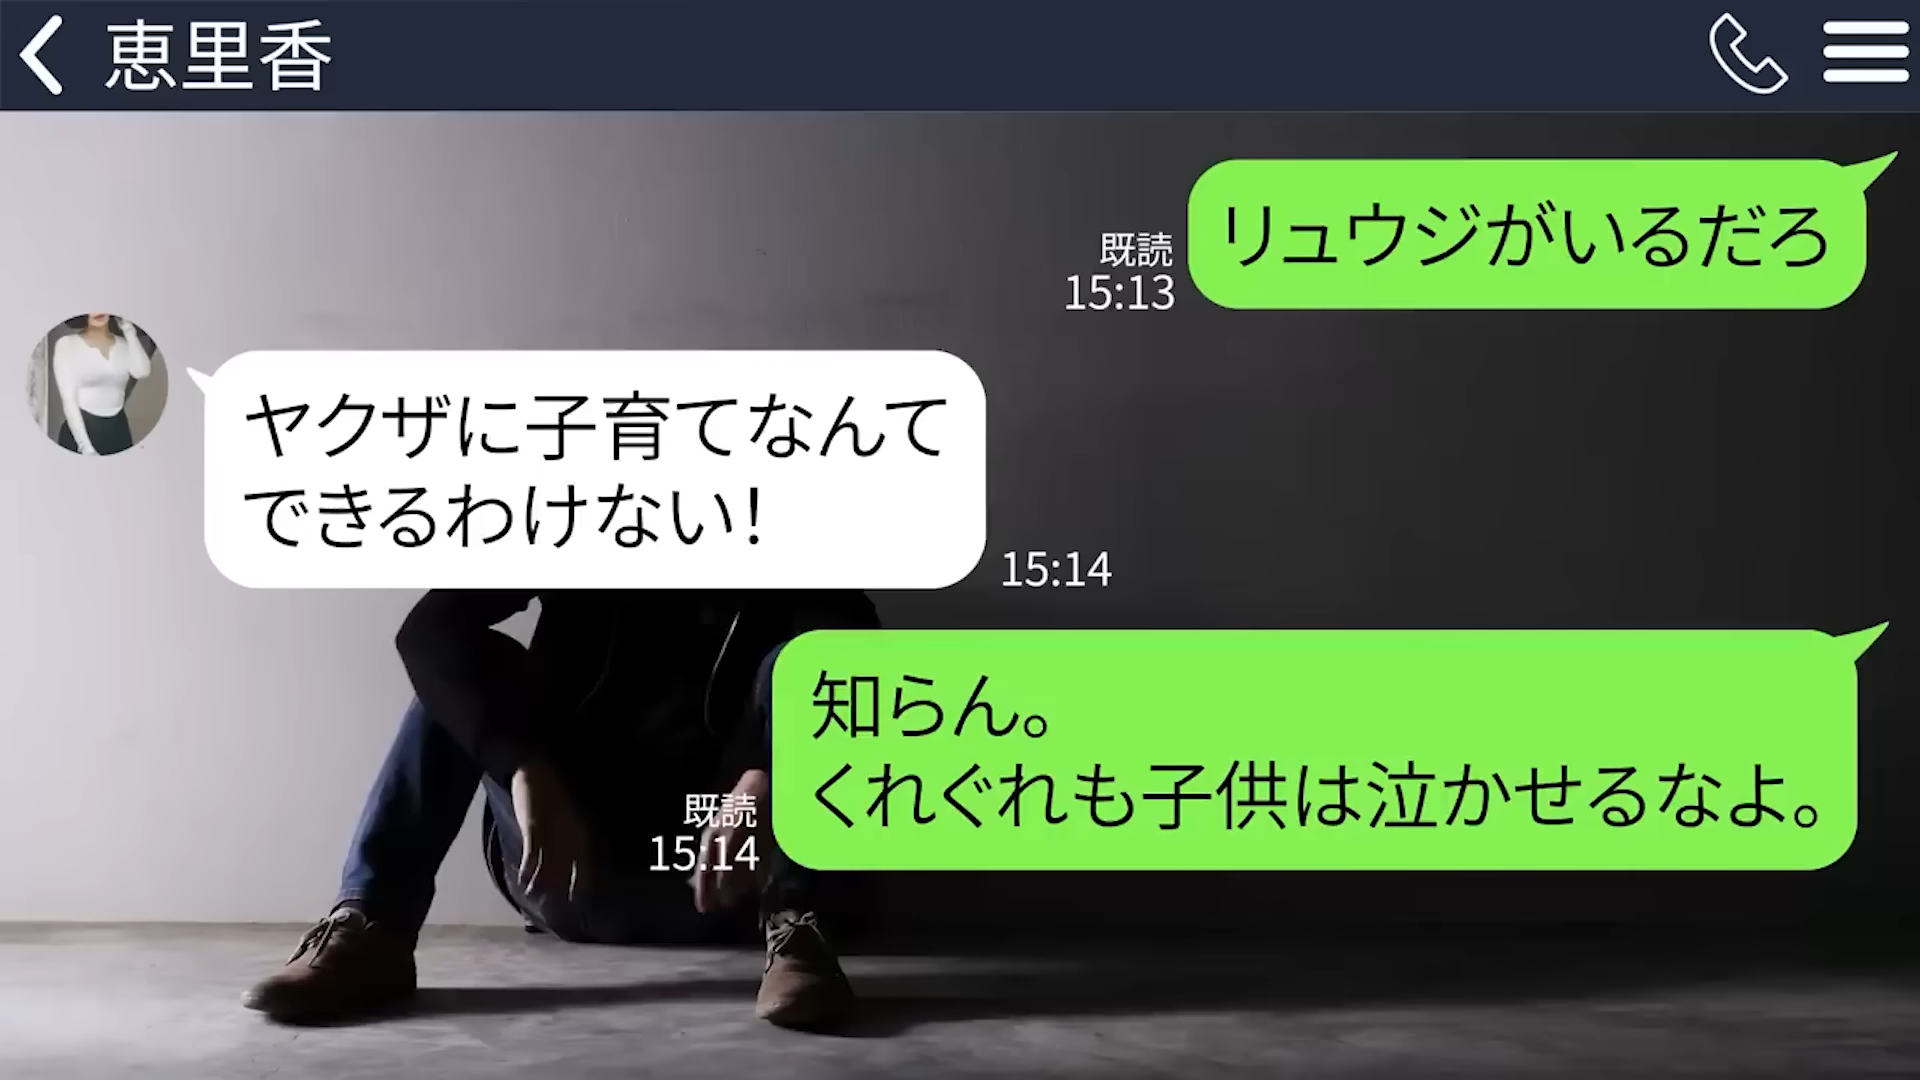 恵里香
リュウジがいるだろ
既読
15:13
ヤクザに子育てなんて
できるわけない!
15:14
知らん。
くれぐれも子供は泣かせるなよ。
既読
15:14